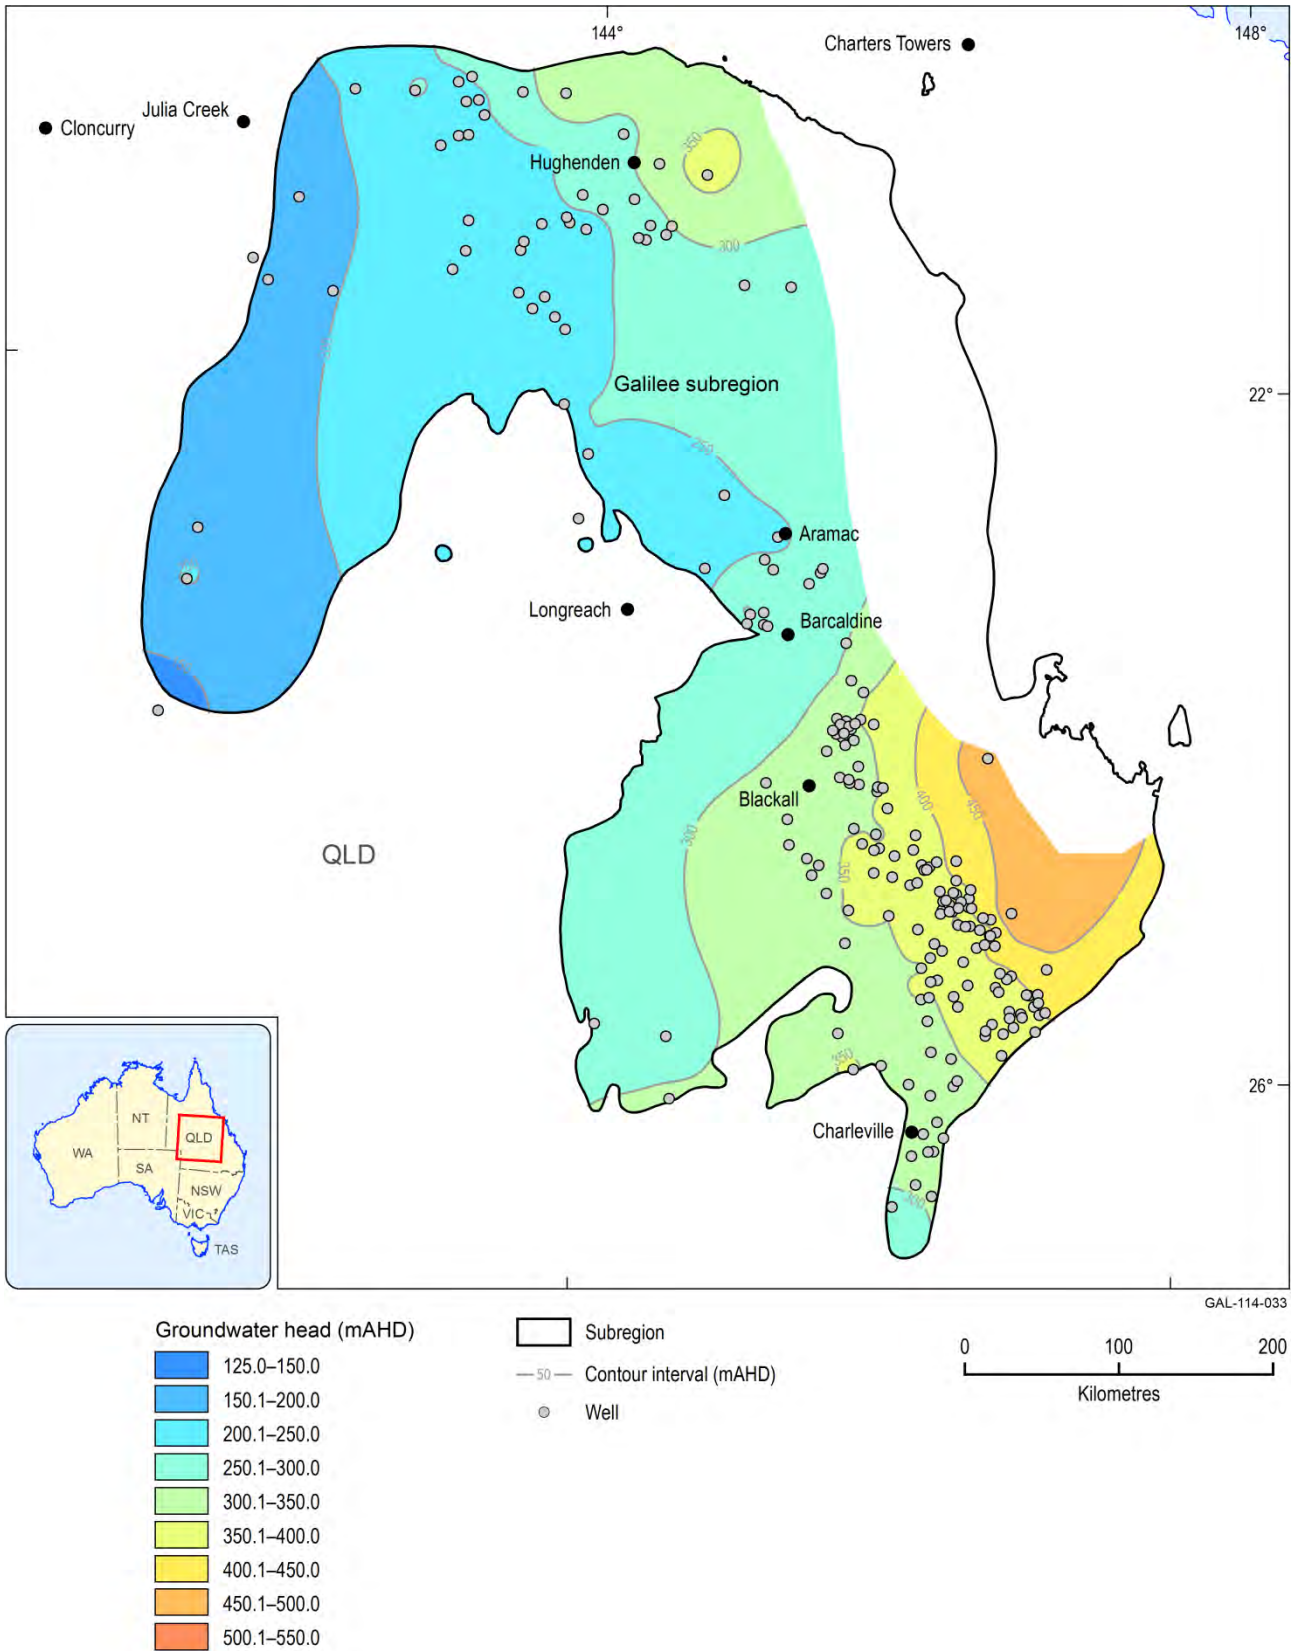 144°
148°
Charters Towers
Julia Creek
Cloncurry
350
Hughenden
300
Galilee subregion
22°
250
Aramac
Longreach
Barcaldine
Blackall
400
450
300
QLD
350
350
26°
Charleville
300
NT
QLD
WA
SA
NSW
VIC
TAS
GAL-114-033
Groundwater head (mAHD)
125.0–150.0
150.1–200.0
200.1–250.0
250.1–300.0
300.1–350.0
350.1–400.0
400.1–450.0
450.1–500.0
500.1–550.0
Subregion
50
Contour interval (mAHD)
Well
0 100 200
Kilometres